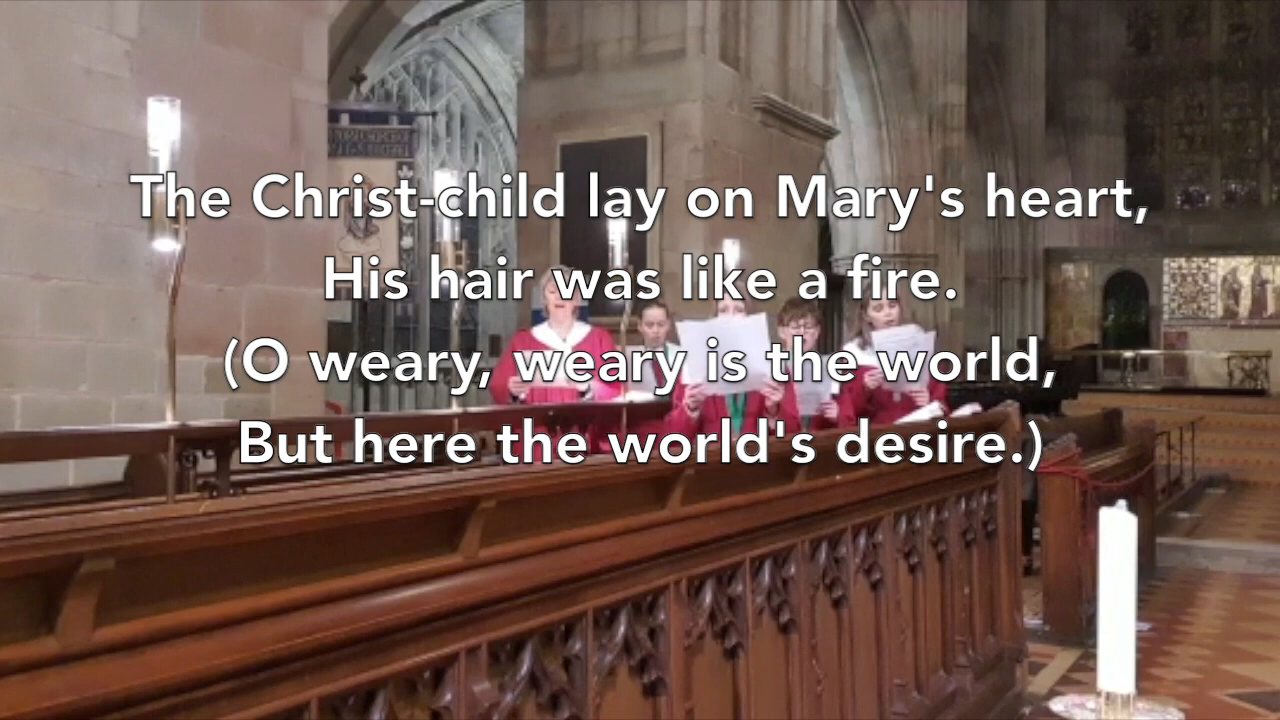 The Christ-child lay on Mary's heart,
His hair was like a fire.
(O weary, weary is the world,
But here the world's desire.)